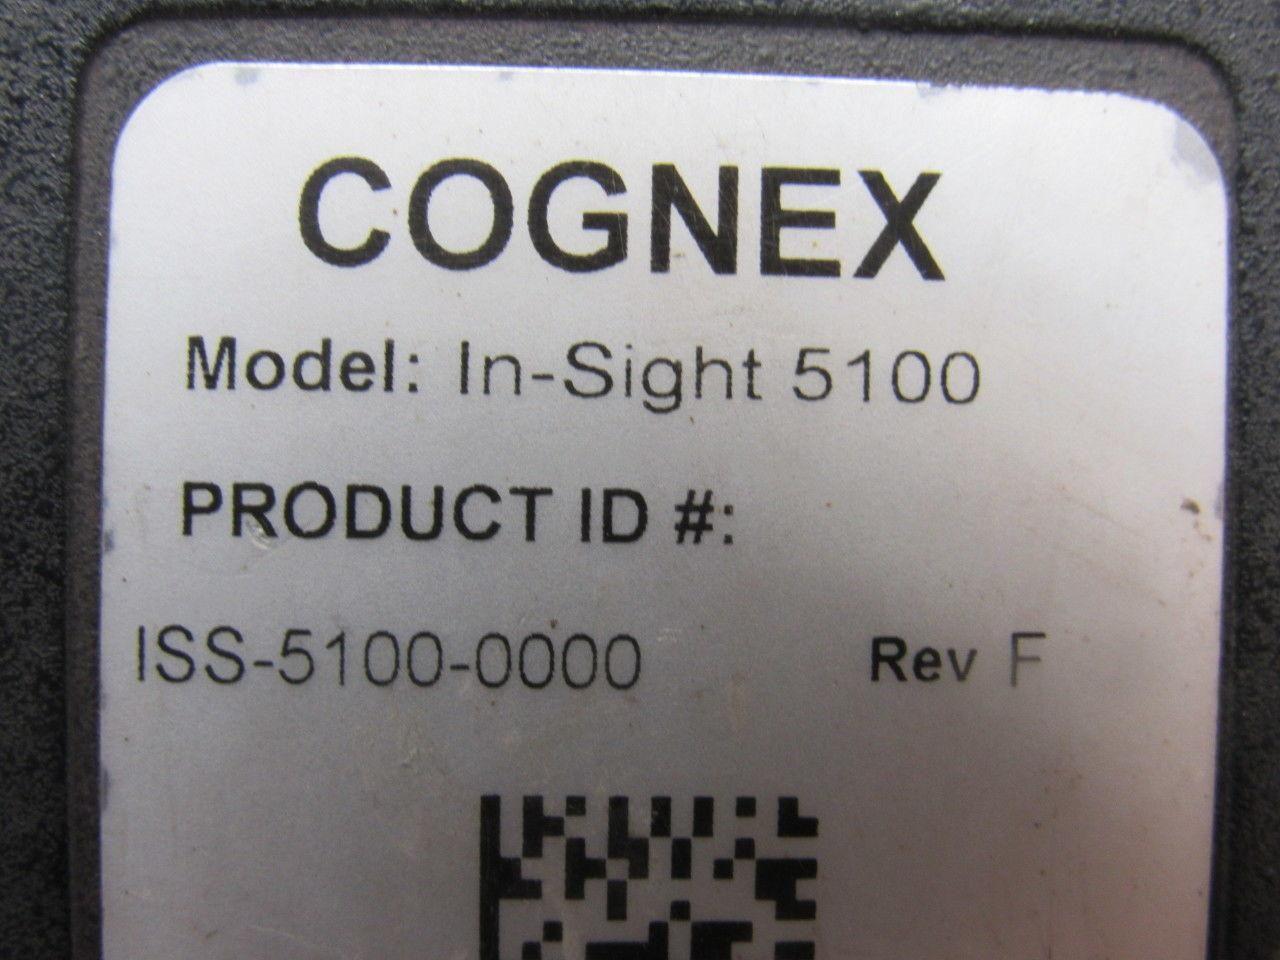 COGNEX
Model: In-Sight 5100
PRODUCT ID #:
ISS-5100-0000 Rev F